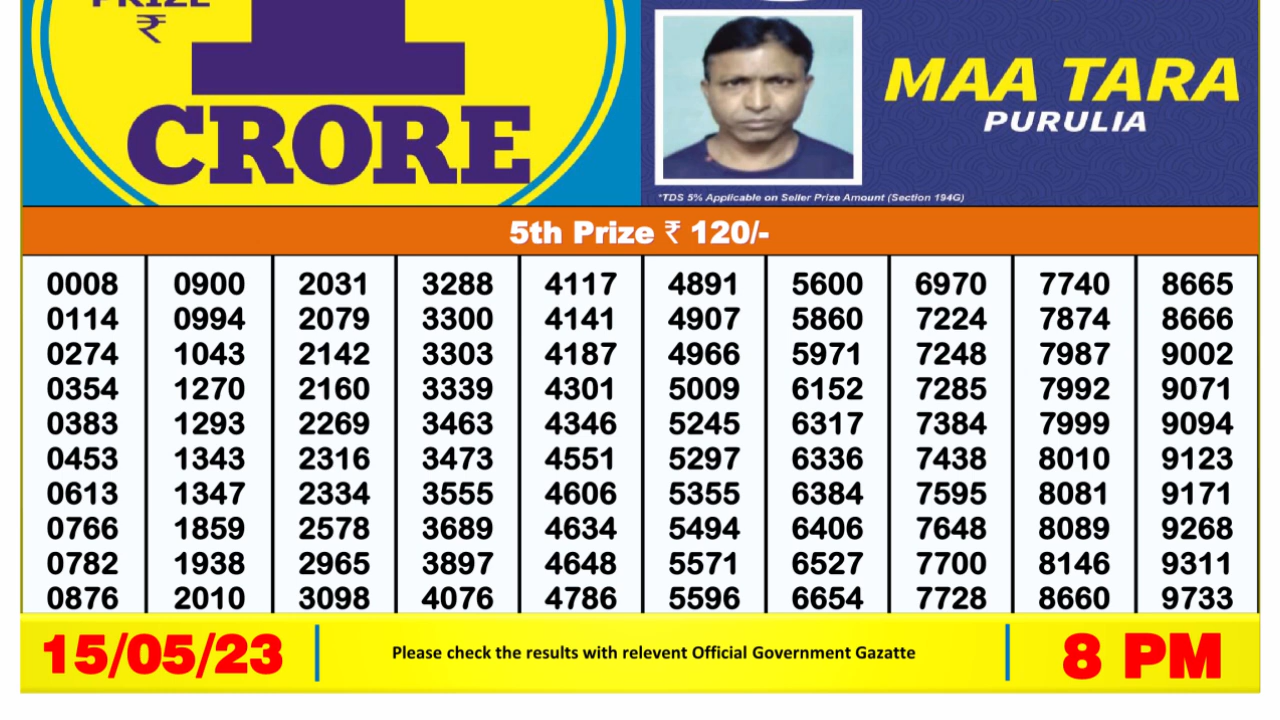 PRIZE
₹
1
CRORE
MAA TARA
PURULIA
*TDS 5% Applicable on Seller Prize Amount (Section 194G)
5th Prize ₹ 120/-
0008 0900 2031 3288 4117 4891 5600 6970 7740 8665
0114 0994 2079 3300 4141 4907 5860 7224 7874 8666
0274 1043 2142 3303 4187 4966 5971 7248 7987 9002
0354 1270 2160 3339 4301 5009 6152 7285 7992 9071
0383 1293 2269 3463 4346 5245 6317 7384 7999 9094
0453 1343 2316 3473 4551 5297 6336 7438 8010 9123
0613 1347 2334 3555 4606 5355 6384 7595 8081 9171
0766 1859 2578 3689 4634 5494 6406 7648 8089 9268
0782 1938 2965 3897 4648 5571 6527 7700 8146 9311
0876 2010 3098 4076 4786 5596 6654 7728 8660 9733
15/05/23
Please check the results with relevent Official Government Gazatte
8 PM